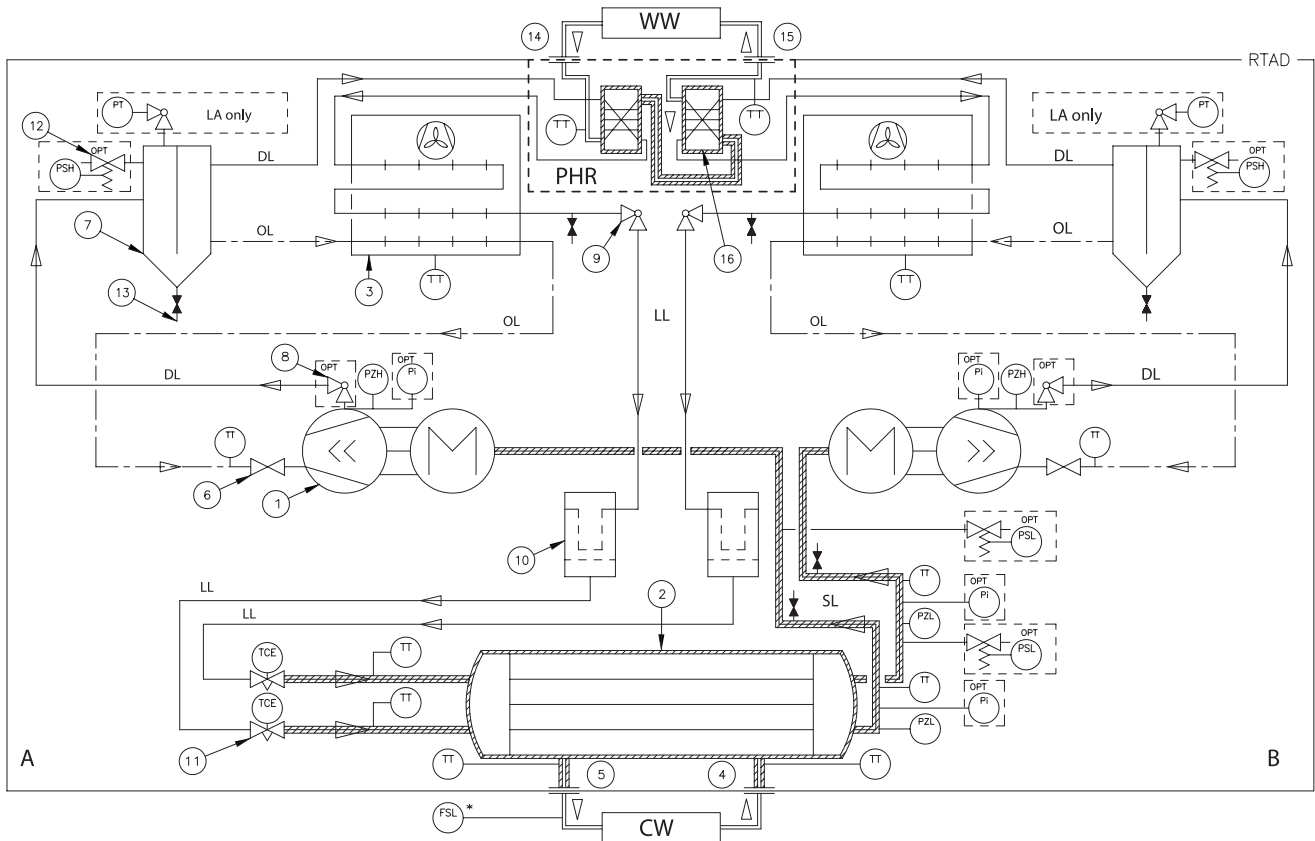 WW
14
15
RTAD
PT
LA only
LA only
PT
12
OPT
PSH
DL
TT
TT
DL
OPT
PSH
PHR
7
OL
9
16
OL
3
TT
TT
13
LL
OL
OL
8
OPT
PZH
OPT
Pi
OPT
Pi
PZH
OPT
DL
DL
TT
M
M
TT
6
1
10
OPT
PSL
LL
2
TT
OPT
Pi
LL
SL
PZL
OPT
PSL
TCE
TT
TT
OPT
Pi
TCE
TT
PZL
11
A
TT
5
4
TT
B
FSL *
CW